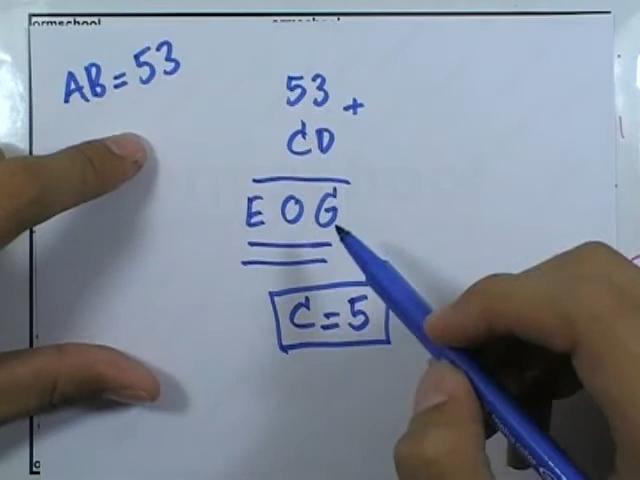 ormschool
AB = 53
53 +
CD
EOG
C = 5